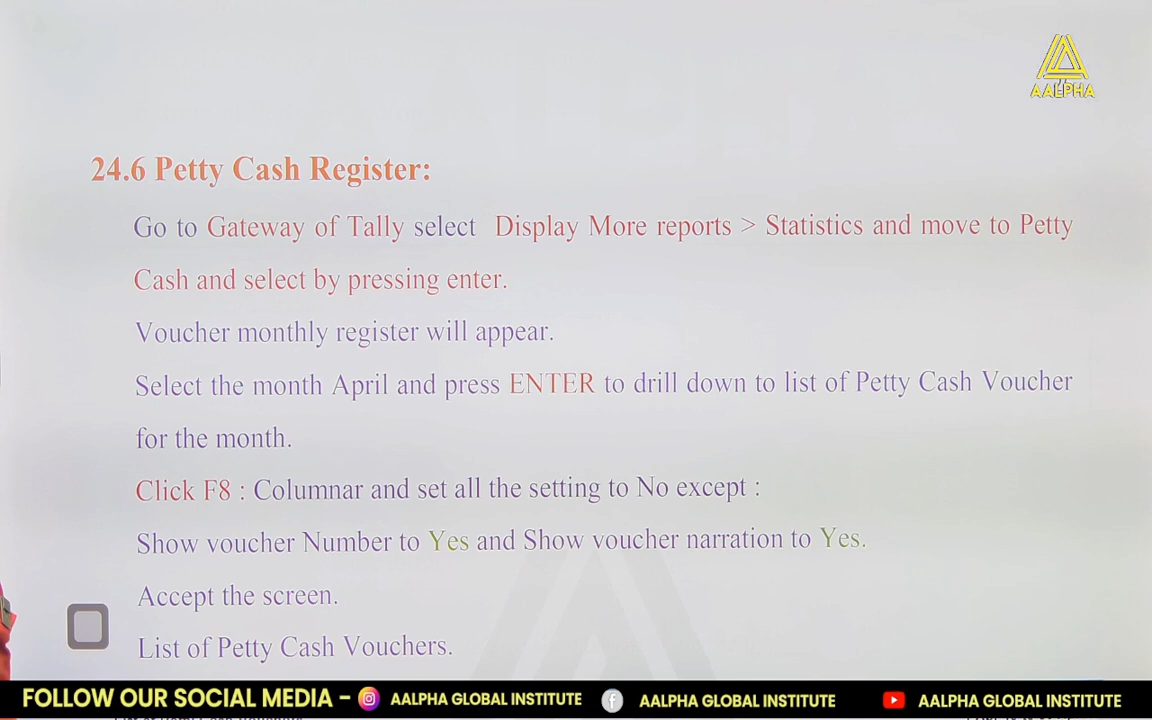 AALPHA
24.6 Petty Cash Register:
Go to Gateway of Tally select Display More reports > Statistics and move to Petty
Cash and select by pressing enter.
Voucher monthly register will appear.
Select the month April and press ENTER to drill down to list of Petty Cash Voucher
for the month.
Click F8 : Columnar and set all the setting to No except :
Show voucher Number to Yes and Show voucher narration to Yes.
Accept the screen.
List of Petty Cash Vouchers.
FOLLOW OUR SOCIAL MEDIA - AALPHA GLOBAL INSTITUTE AALPHA GLOBAL INSTITUTE AALPHA GLOBAL INSTITUTE